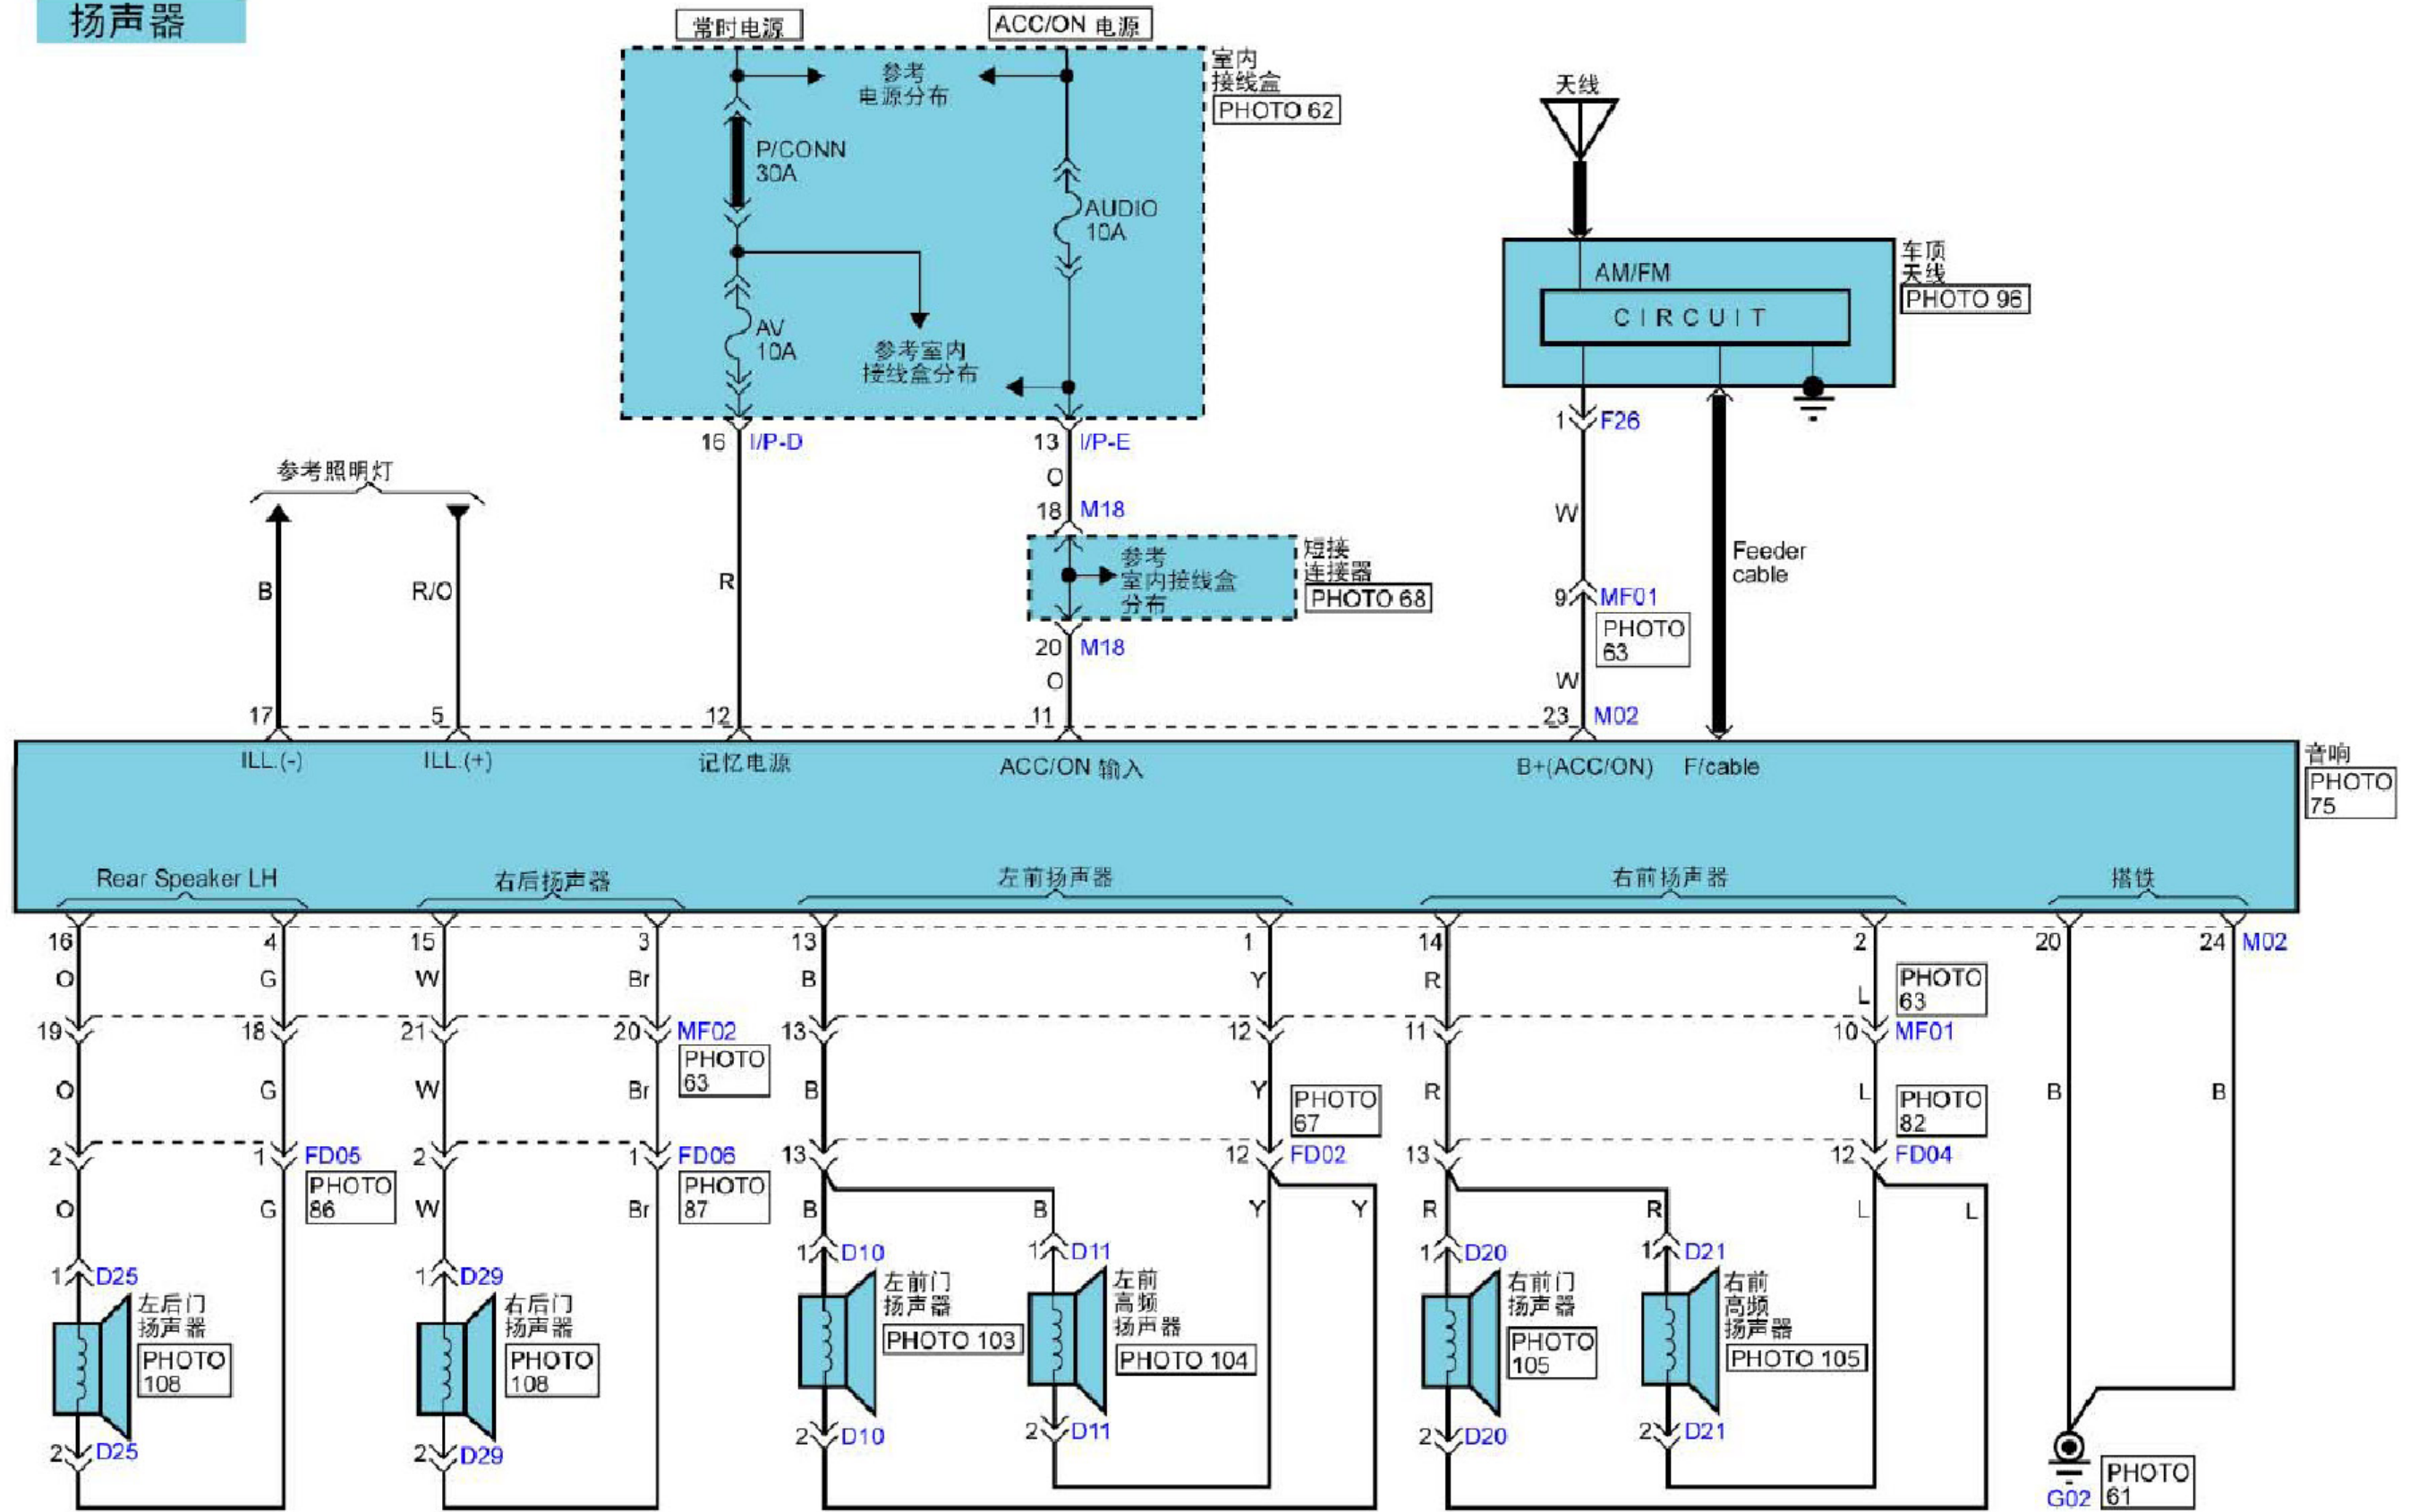 扬声器
常时电源
ACC/ON 电源
参考
电源分布
室内
接线盒
PHOTO 62
P/CONN
30A
AUDIO
10A
AV
10A
参考室内
接线盒分布
天线
AM/FM
CIRCUIT
车顶
天线
PHOTO 96
16 I/P-D
13 I/P-E
1 F26
参考照明灯
O
18 M18
W
参考
室内接线盒
分布
短接
连接器
PHOTO 68
Feeder
cable
B
R/O
R
9 MF01
PHOTO
63
20 M18
O
W
17
5
12
11
23 M02
ILL.(-)
ILL.(+)
记忆电源
ACC/ON 输入
B+(ACC/ON)
F/cable
音响
PHOTO
75
Rear Speaker LH
右后扬声器
左前扬声器
右前扬声器
搭铁
16
4
15
3
13
1
14
2
20
24 M02
O
G
W
Br
B
Y
R
L
PHOTO
63
19
18
21
20 MF02
PHOTO
63
13
12
11
10 MF01
O
G
W
Br
B
Y
R
L
B
B
PHOTO
67
PHOTO
82
2
1 FD05
PHOTO
86
2
1 FD06
PHOTO
87
13
12 FD02
13
12 FD04
O
G
W
Br
B
B
Y
Y
R
R
L
L
1 D25
1 D29
1 D10
1 D11
1 D20
1 D21
左后门
扬声器
PHOTO
108
右后门
扬声器
PHOTO
108
左前门
扬声器
PHOTO 103
左前
高频
扬声器
PHOTO 104
右前门
扬声器
PHOTO
105
右前
高频
扬声器
PHOTO 105
2 D25
2 D29
2 D10
2 D11
2 D20
2 D21
G02
PHOTO
61